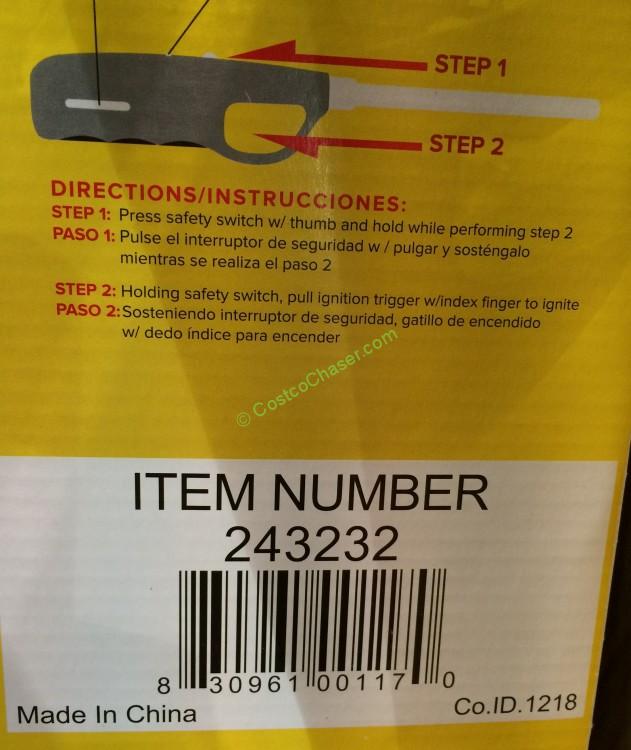 STEP 1
STEP 2
DIRECTIONS/INSTRUCCIONES:
STEP 1: Press safety switch w/ thumb and hold while performing step 2
PASO 1: Pulse el interruptor de seguridad w / pulgar y sosténgalo
mientras se realiza el paso 2
STEP 2: Holding safety switch, pull ignition trigger w/index finger to ignite
PASO 2:Sosteniendo interruptor de seguridad, gatillo de encendido
w/ dedo índice para encender
© CostcoChaser.com
ITEM NUMBER
243232
8 30961 00117 0
Made In China
Co.ID.1218